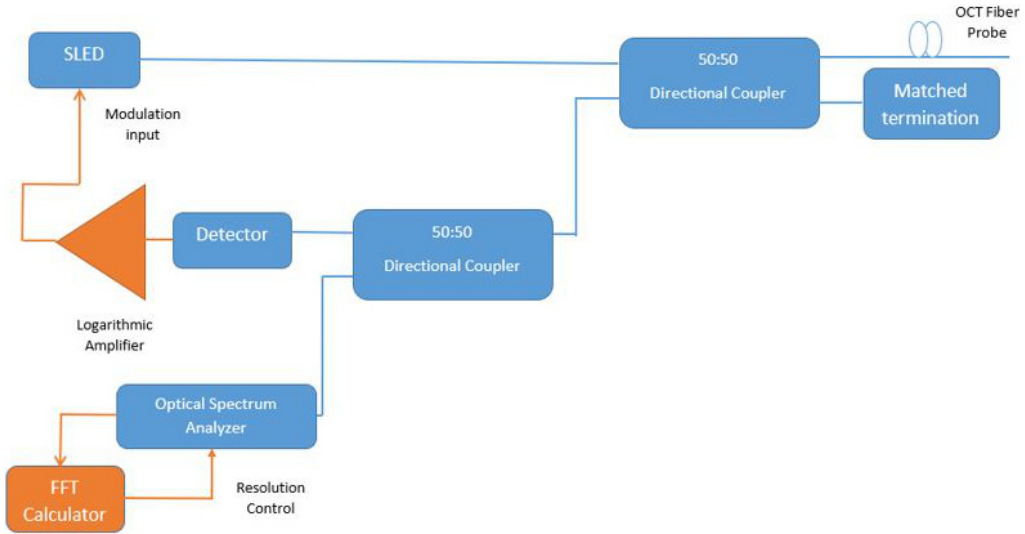 OCT Fiber
Probe
SLED
50:50
Directional Coupler
Matched
termination
Modulation
input
Detector
50:50
Directional Coupler
Logarithmic
Amplifier
Optical Spectrum
Analyzer
FFT
Calculator
Resolution
Control